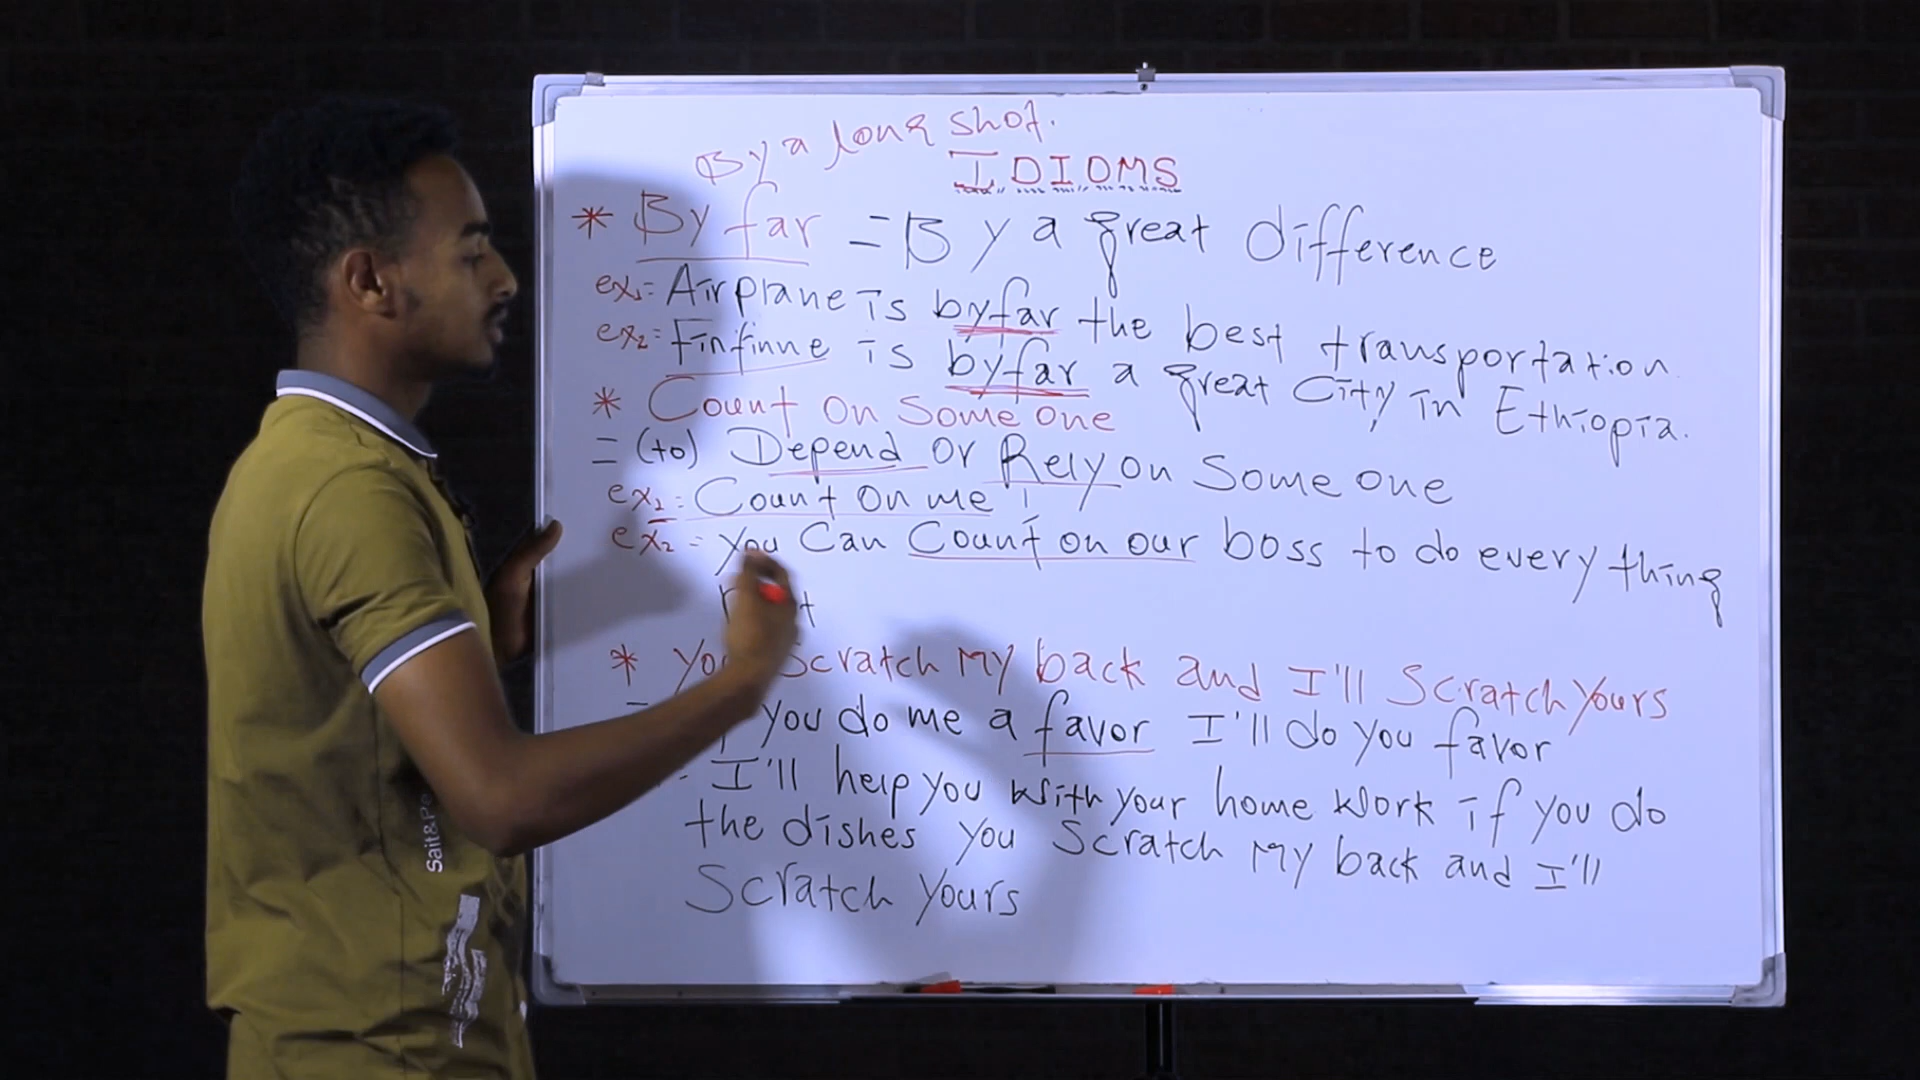 By a long shot.
IDIOMS
* By far = By a great difference
ex1= Airplane is byfar the best transportation
ex2= Finfinne is byfar a great City in Ethiopia.
* Count on Some one
= (to) Depend or Rely on Some one
ex1= Count on me!
ex2= you Can Count on our boss to do every thing
* You Scratch My back and I'll Scratch yours
= you do me a favor I'll do you favor
- I'll help you with your home work if you do
the dishes you Scratch My back and I'll
Scratch yours